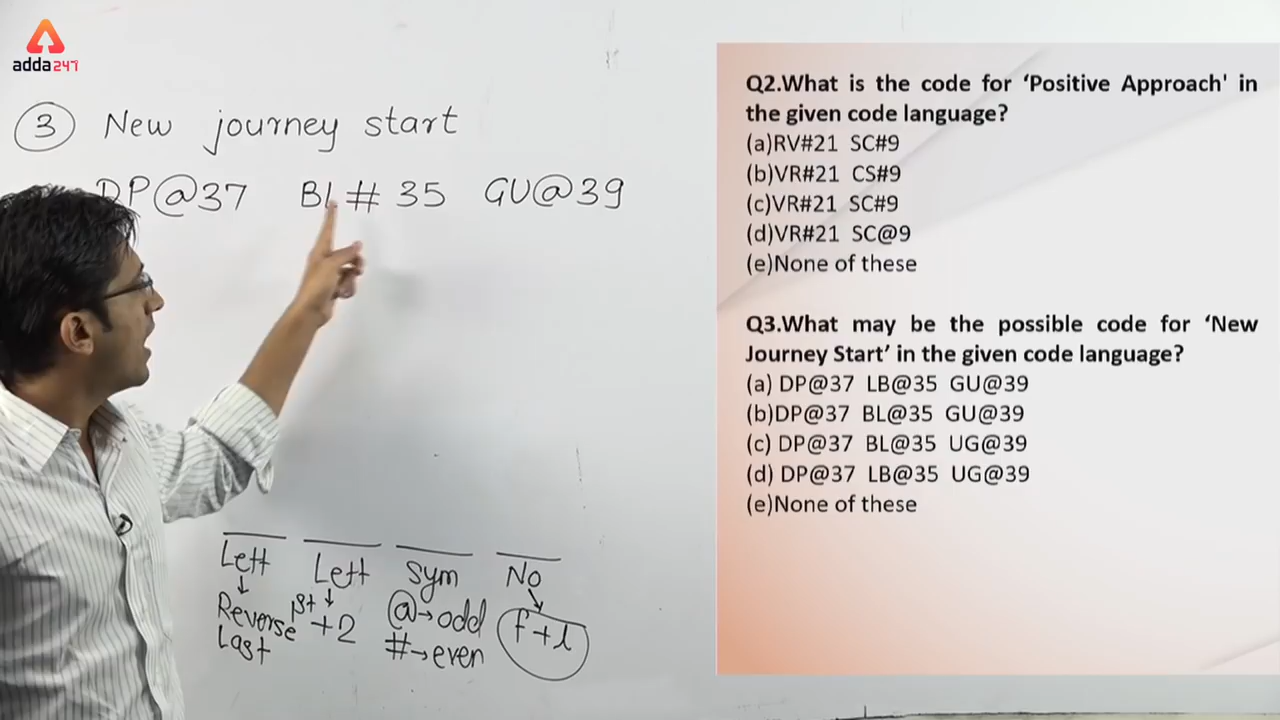 adda247
3 New journey start
DP@37 BL # 35 GU@39
Lett Lett Sym No
Reverse 1st +2 @→odd f+l
Last #→even
Q2.What is the code for ‘Positive Approach' in
the given code language?
(a)RV#21 SC#9
(b)VR#21 CS#9
(c)VR#21 SC#9
(d)VR#21 SC@9
(e)None of these
Q3.What may be the possible code for ‘New
Journey Start’ in the given code language?
(a) DP@37 LB@35 GU@39
(b)DP@37 BL@35 GU@39
(c) DP@37 BL@35 UG@39
(d) DP@37 LB@35 UG@39
(e)None of these